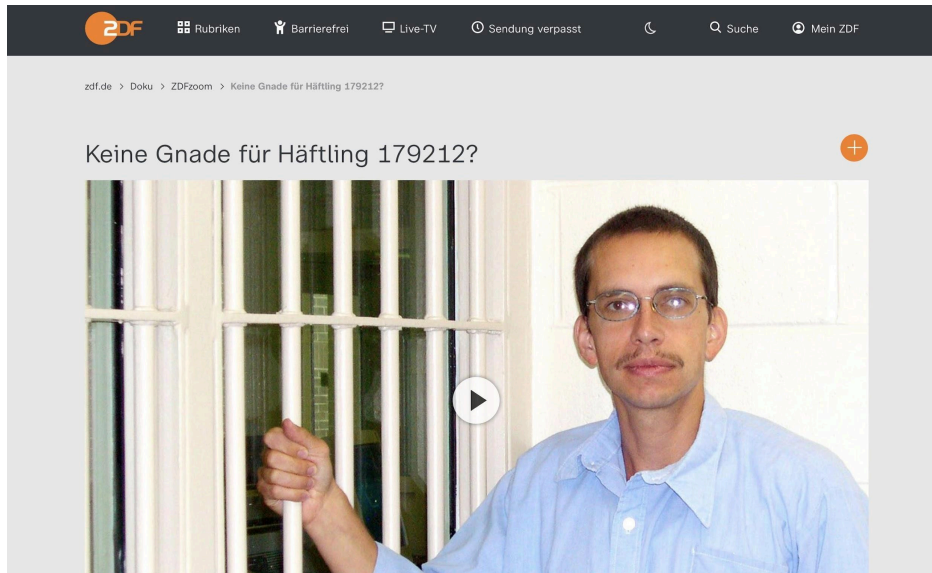 ZDF Rubriken Barrierefrei Live-TV Sendung verpasst Suche Mein ZDF
zdf.de > Doku > ZDFzoom > Keine Gnade für Häftling 179212?
Keine Gnade für Häftling 179212?